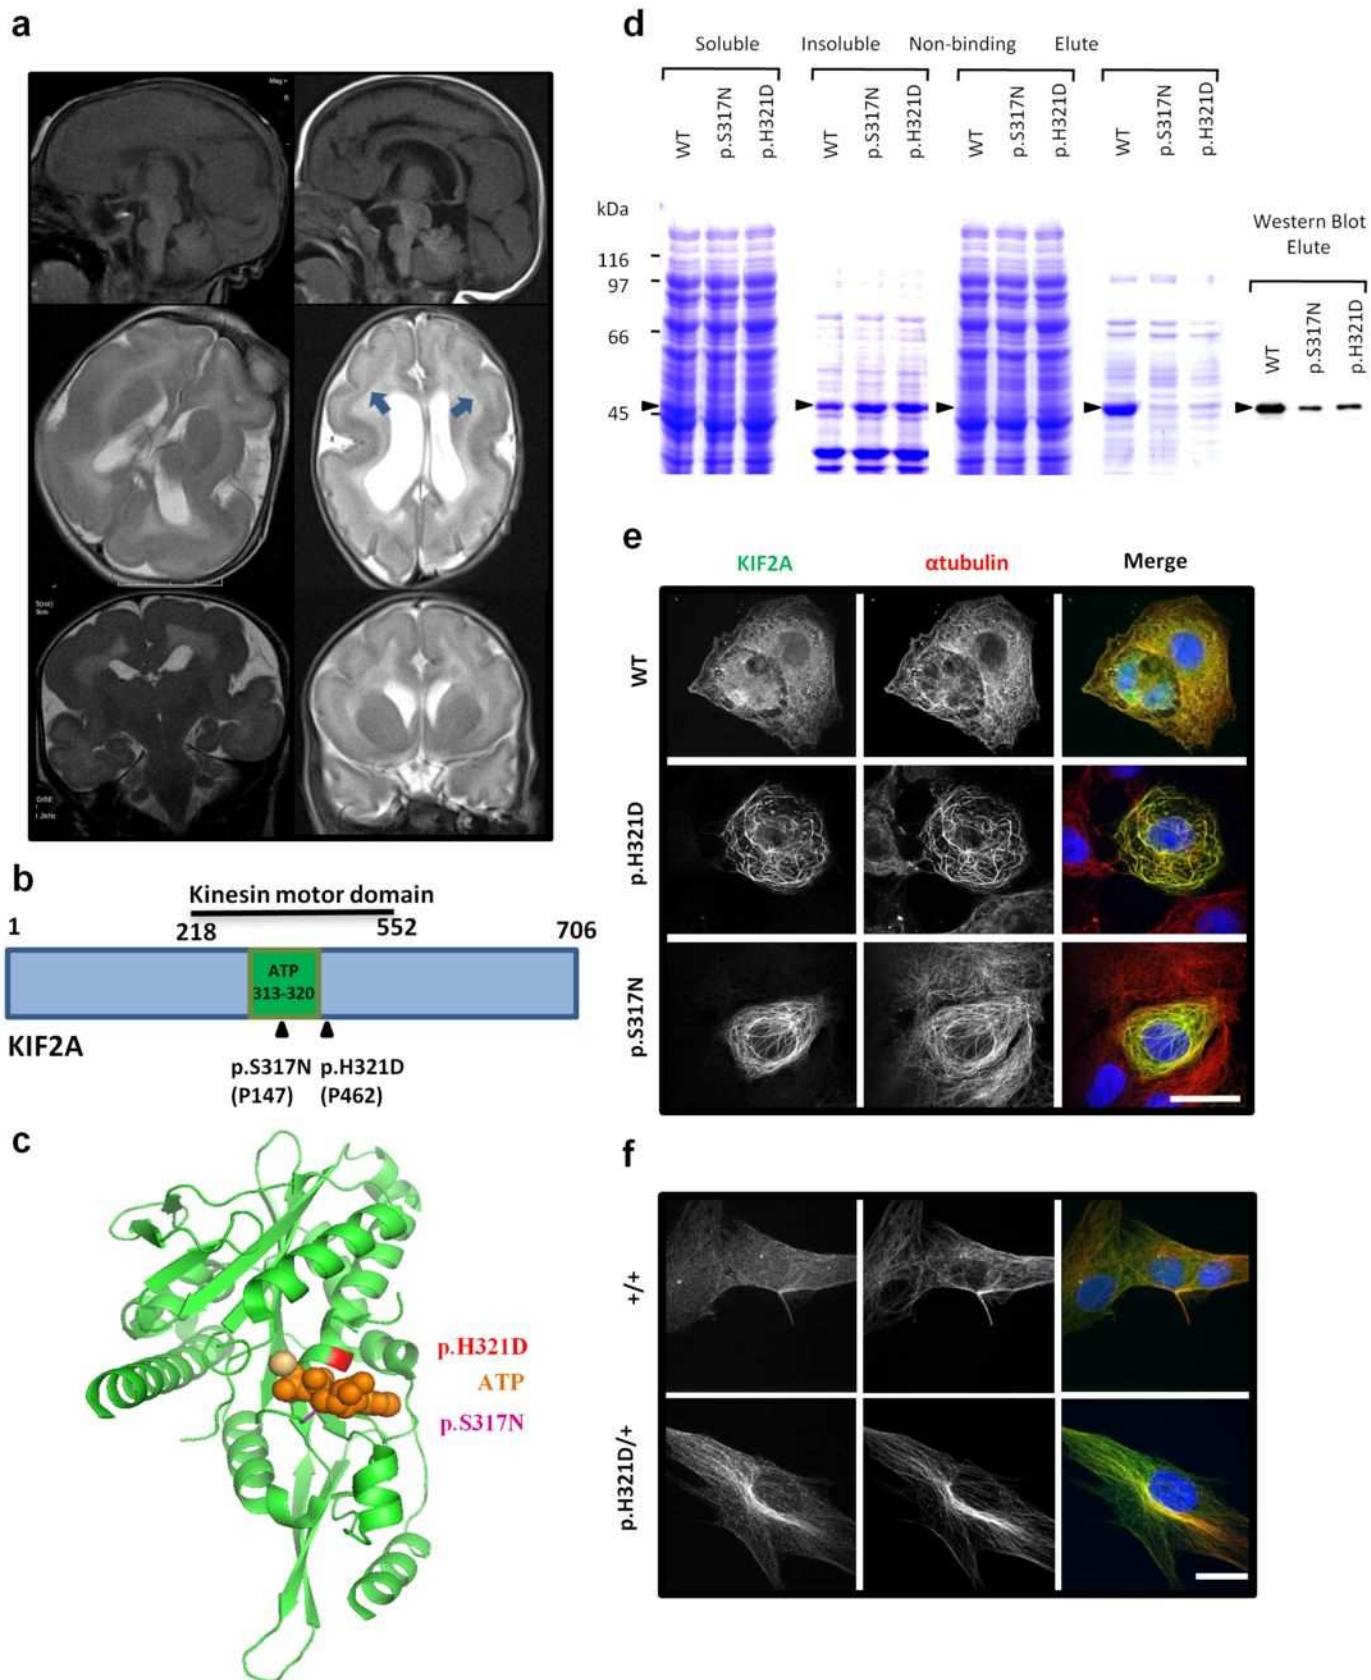 a
d
Soluble Insoluble Non-binding Elute
WT p.S317N p.H321D WT p.S317N p.H321D WT p.S317N p.H321D WT p.S317N p.H321D
kDa
116
97
66
45
Western Blot
Elute
WT p.S317N p.H321D
e
KIF2A αtubulin Merge
WT
p.H321D
p.S317N
b
Kinesin motor domain
1 218 552 706
ATP
313-320
KIF2A
p.S317N p.H321D
(P147) (P462)
c
p.H321D
ATP
p.S317N
f
+/+
p.H321D/+